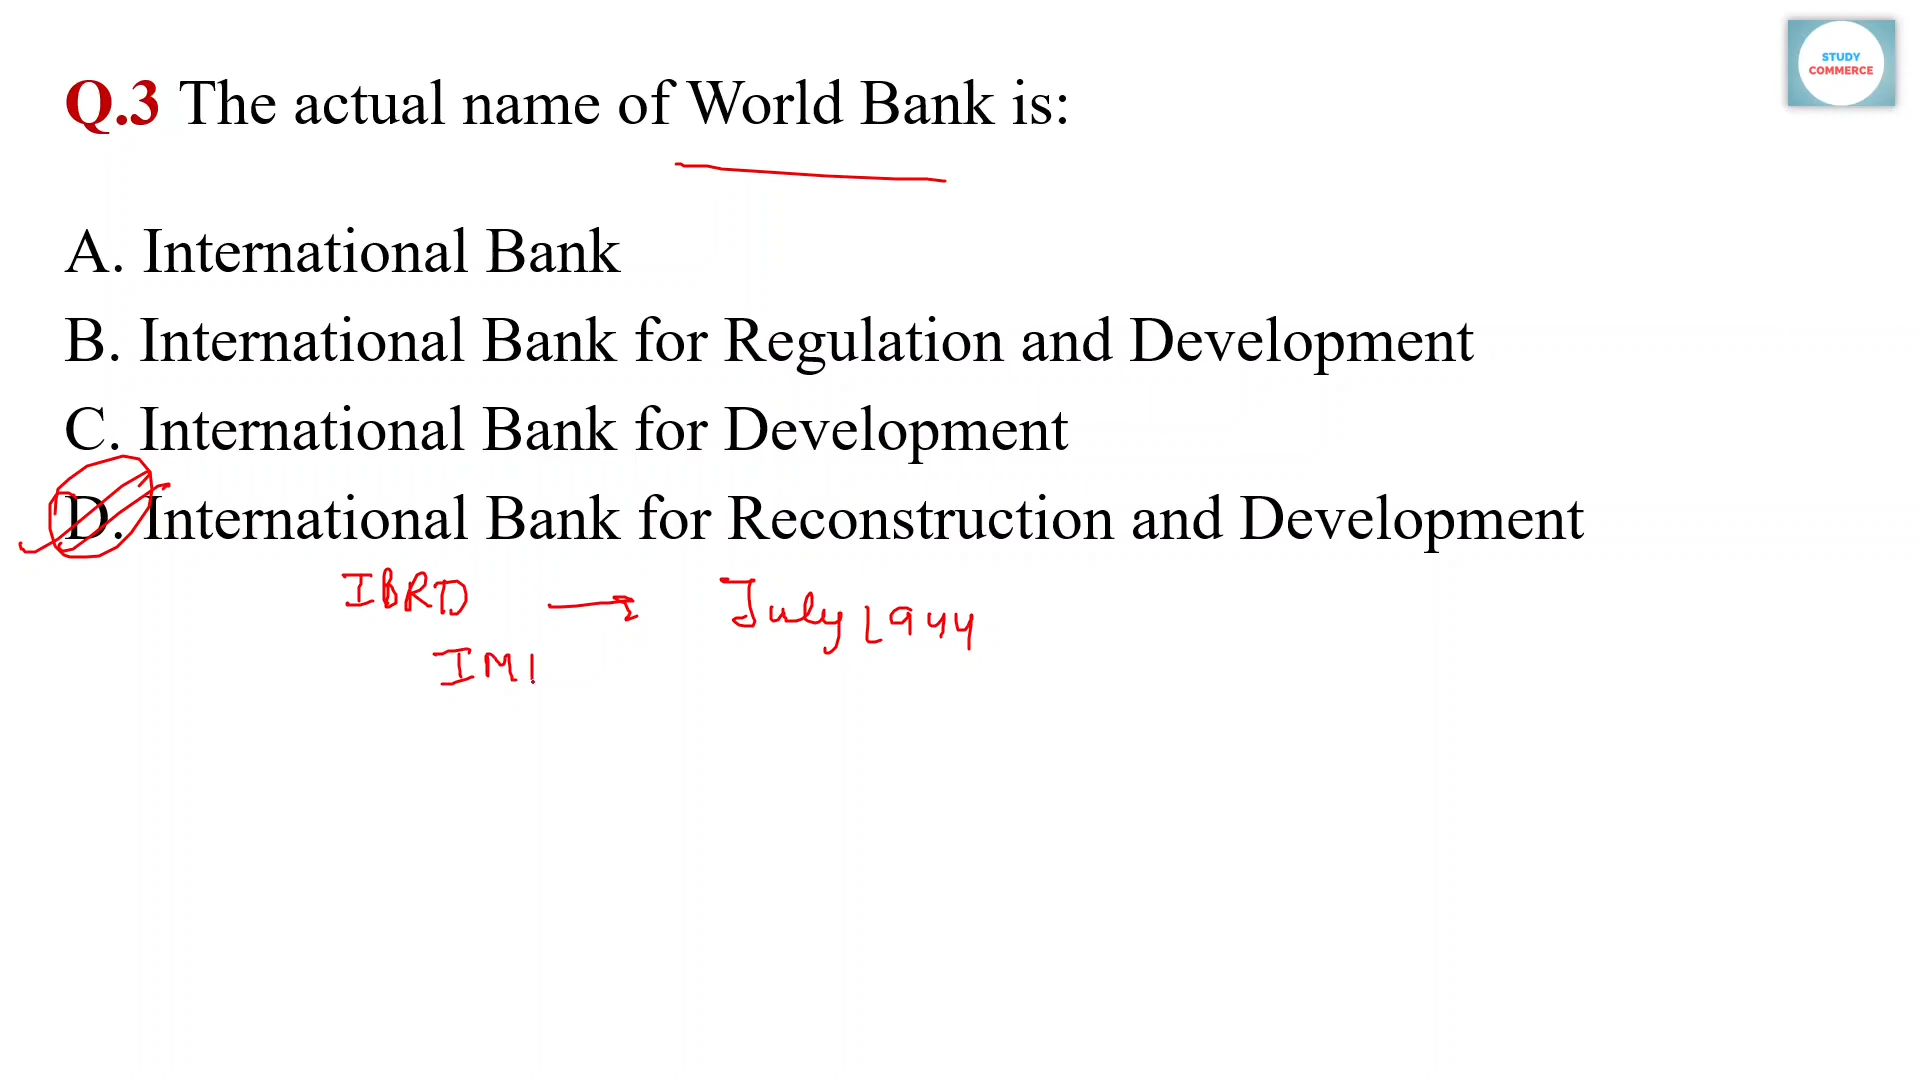 STUDY
COMMERCE
Q.3 The actual name of World Bank is:
A. International Bank
B. International Bank for Regulation and Development
C. International Bank for Development
D. International Bank for Reconstruction and Development
IBRD → July 1944
IM